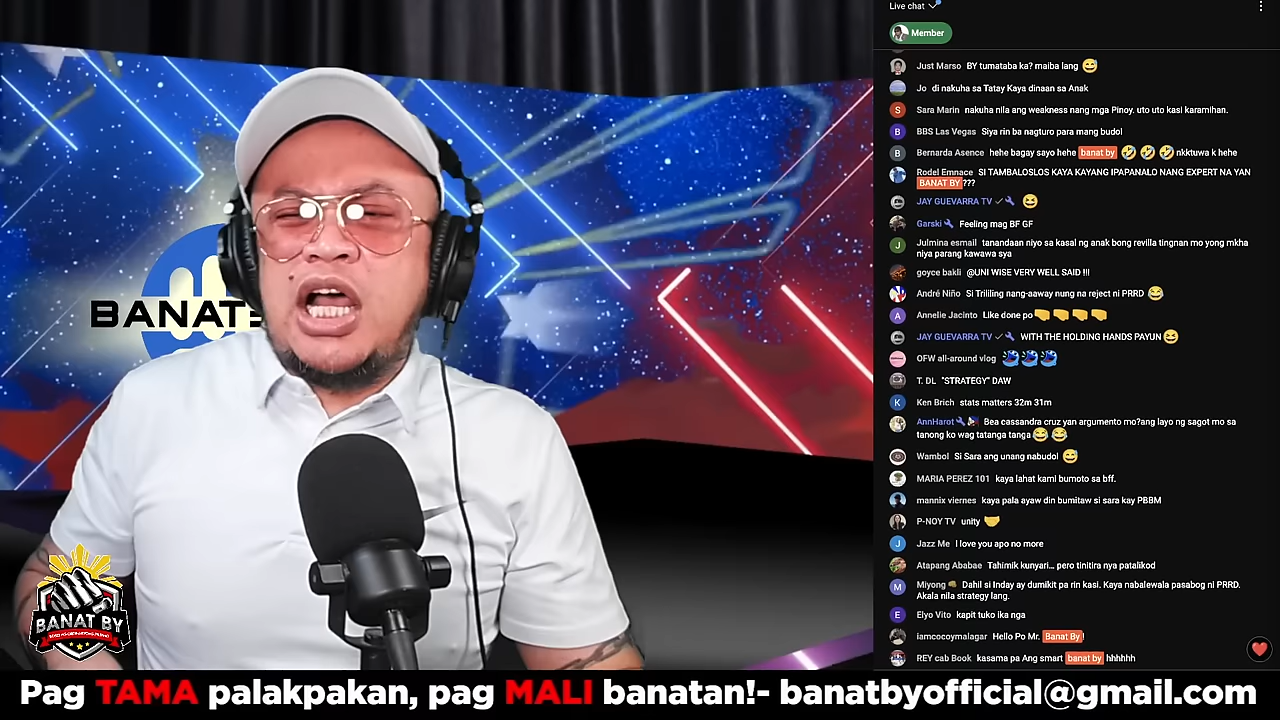 Live chat
Member
Just Marso BY tumataba ka? maiba lang
Jo di nakuha sa Tatay Kaya dinaan sa Anak
S
Sara Marin nakuha nila ang weakness nang mga Pinoy. uto uto kasi karamihan.
B
BBS Las Vegas Siya rin ba nagturo para mang budol
B
Bernarda Asence hehe bagay sayo hehe banat by nkktuwa k hehe
Rodel Emnace SI TAMBALOSLOS KAYA KAYANG IPAPANALO NANG EXPERT NA YAN
BANAT BY ???
JAY GUEVARRA TV
Garski Feeling mag BF GF
J
Julmina esmail tanandaan niyo sa kasal ng anak bong revilla tingnan mo yong mkha
niya parang kawawa sya
goyce bakli @UNI WISE VERY WELL SAID !!!
André Niño Si Trililing nang-aaway nung na reject ni PRRD
A
Annelie Jacinto Like done po
JAY GUEVARRA TV WITH THE HOLDING HANDS PAYUN
OFW all-around vlog
T. DL "STRATEGY" DAW
K
Ken Brich stats matters 32m 31m
AnnHarot Bea cassandra cruz yan argumento mo?ang layo ng sagot mo sa
tanong ko wag tatanga tanga
Wambol Si Sara ang unang nabudol
MARIA PEREZ 101 kaya lahat kami bumoto sa bff.
mannix viernes kaya pala ayaw din bumitaw si sara kay PBBM
P-NOY TV unity
J
Jazz Me I love you apo no more
Atapang Ababae Tahimik kunyari... pero tinitira nya patalikod
M
Miyong Dahil si Inday ay dumikit pa rin kasi. Kaya nabalewala pasabog ni PRRD.
Akala nila strategy lang.
E
Elyo Vito kapit tuko ika nga
iamcocoymalagar Hello Po Mr. Banat By !
REY cab Book kasama pa Ang smart banat by hhhhhh
BANAT
BANAT BY
Pag TAMA palakpakan, pag MALI banatan!- banatbyofficial@gmail.com